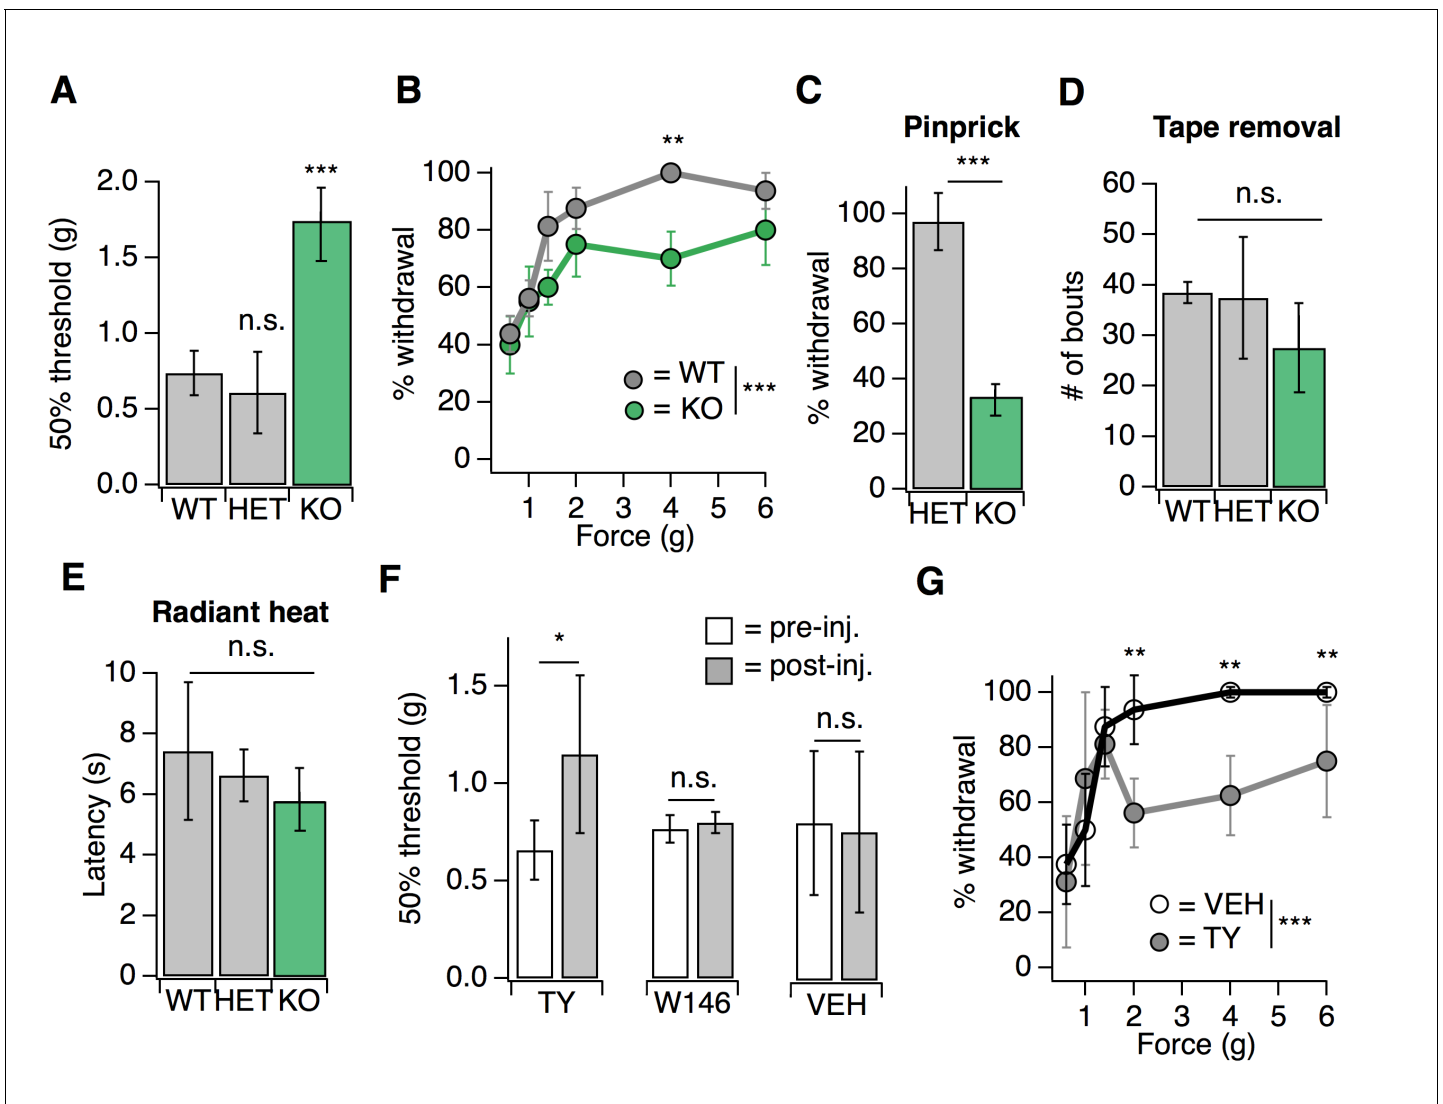 A
50% threshold (g)
2.0
1.5
1.0
0.5
0.0
***
n.s.
WT HET KO
B
% withdrawal
100
80
60
40
20
0
**
= WT
= KO
***
1 2 3 4 5 6
Force (g)
C
Pinprick
***
% withdrawal
100
80
60
40
20
0
HET KO
D
Tape removal
n.s.
# of bouts
60
50
40
30
20
10
0
WT HET KO
E
Radiant heat
n.s.
Latency (s)
10
8
6
4
2
0
WT HET KO
F
= pre-inj.
= post-inj.
50% threshold (g)
1.5
1.0
0.5
0.0
*
n.s.
n.s.
TY W146 VEH
G
% withdrawal
100
80
60
40
20
0
** ** **
= VEH
= TY
***
1 2 3 4 5 6
Force (g)